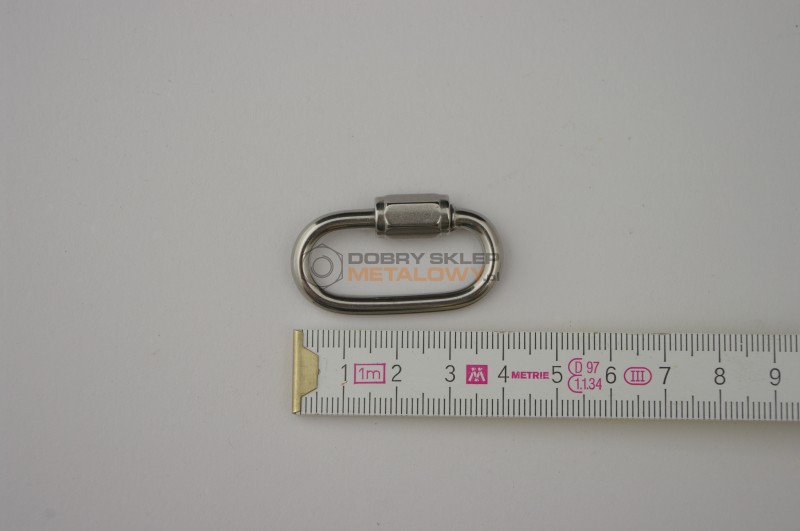 DOBRY SKLEP
METALOWY.pl
1 1m 2 3 M 4 METRIE 5 D 97 1.1.34 6 III 7 8 9